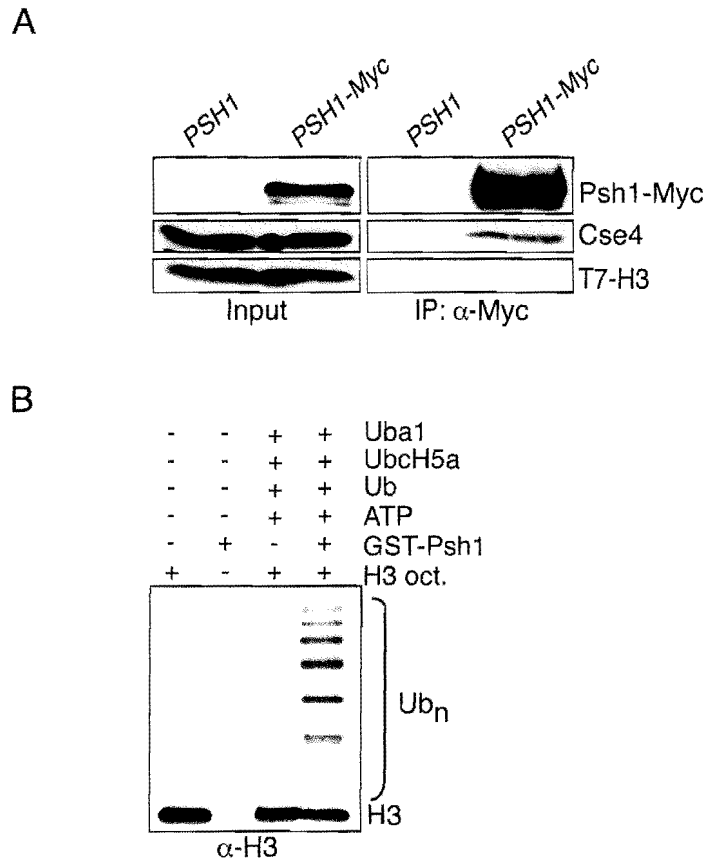 A
PSH1 PSH1-Myc PSH1 PSH1-Myc
Psh1-Myc
Cse4
T7-H3
Input IP: α-Myc
B
- - + + Uba1
- - + + UbcH5a
- - + + Ub
- - + + ATP
- + - + GST-Psh1
+ - + + H3 oct.
Ubn
H3
α-H3